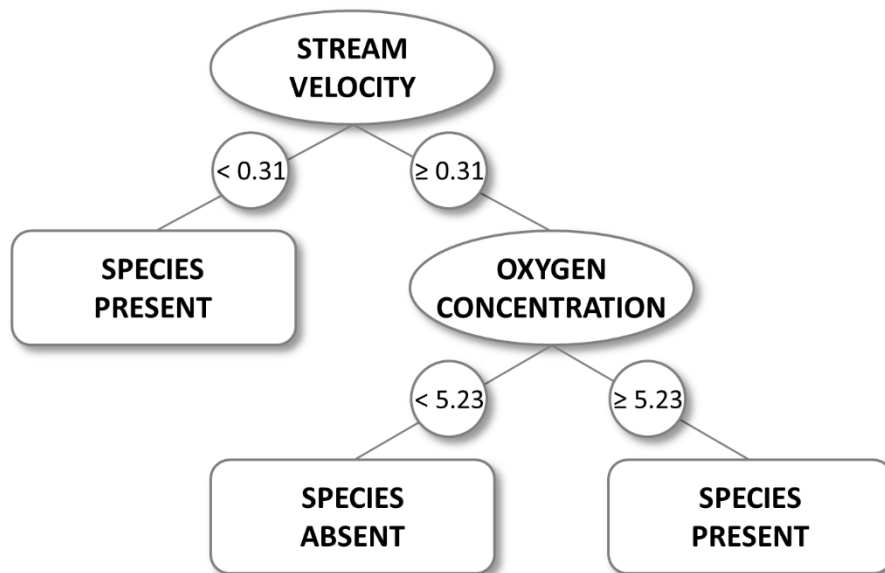 STREAM
VELOCITY
< 0.31
≥ 0.31
SPECIES
PRESENT
OXYGEN
CONCENTRATION
< 5.23
≥ 5.23
SPECIES
ABSENT
SPECIES
PRESENT